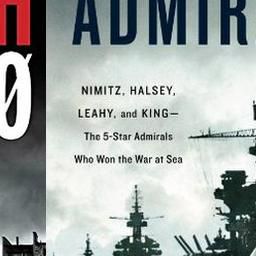 ADMIR
NIMITZ, HALSEY,
LEAHY, and KING—
The 5-Star Admirals
Who Won the War at Sea